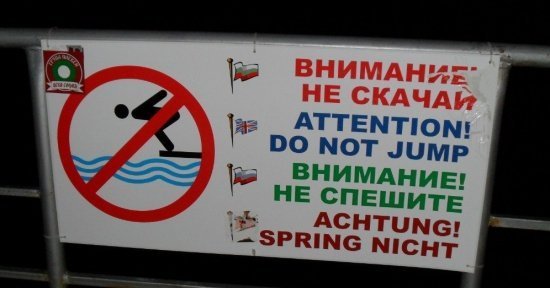 ВНИМАНИЕ!
НЕ СКАЧАЙ
ATTENTION!
DO NOT JUMP
ВНИМАНИЕ!
НЕ СПЕШИТЕ
ACHTUNG!
SPRING NICHT